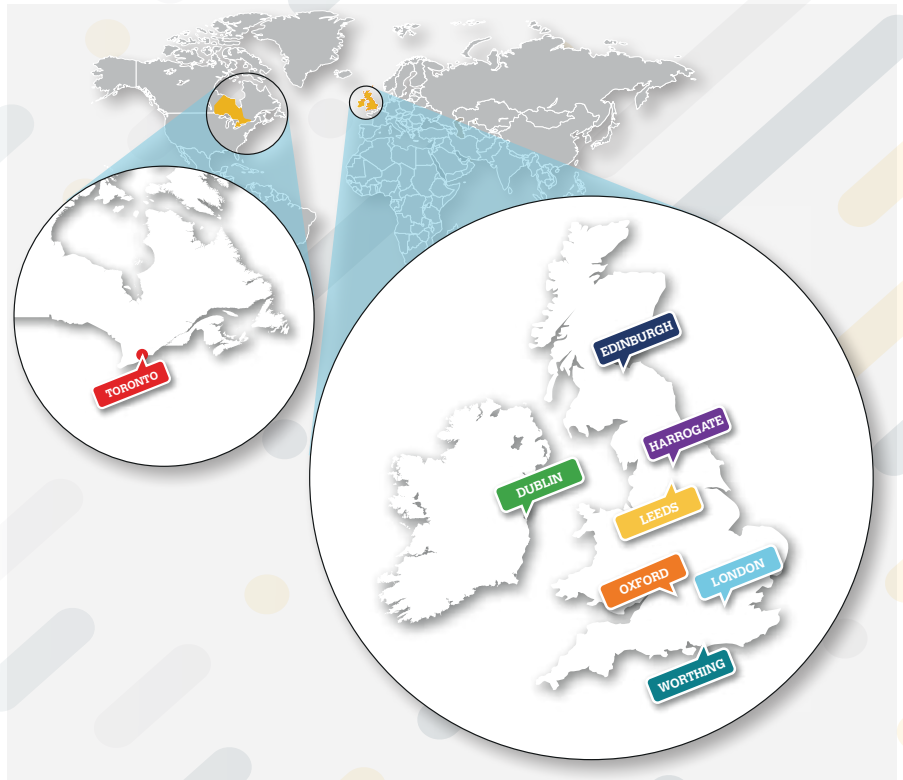 EDINBURGH
TORONTO
HARROGATE
DUBLIN
LEEDS
OXFORD
LONDON
WORTHING